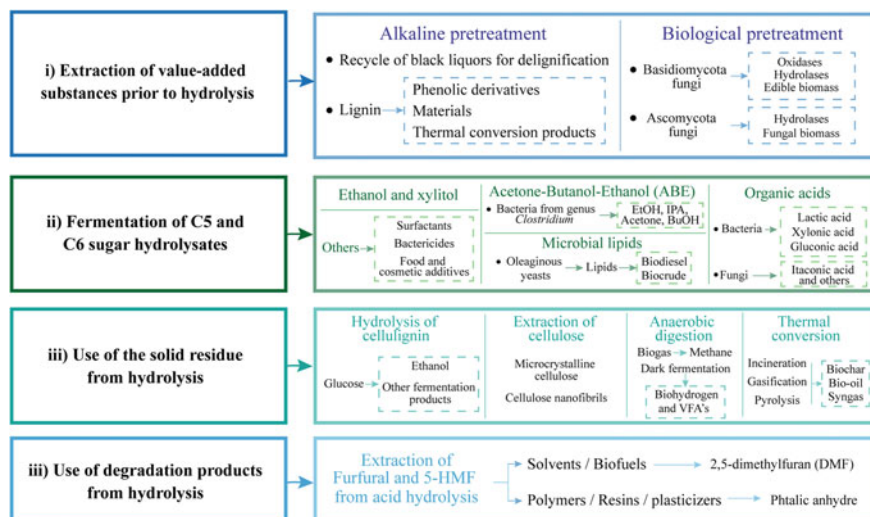 i) Extraction of value-added
substances prior to hydrolysis
Alkaline pretreatment
Recycle of black liquors for delignification
Lignin
Phenolic derivatives
Materials
Thermal conversion products
Biological pretreatment
Basidiomycota
fungi
Oxidases
Hydrolases
Edible biomass
Ascomycota
fungi
Hydrolases
Fungal biomass
ii) Fermentation of C5 and
C6 sugar hydrolysates
Ethanol and xylitol
Others
Surfactants
Bactericides
Food and
cosmetic additives
Acetone-Butanol-Ethanol (ABE)
Bacteria from genus
Clostridium
EtOH, IPA,
Acetone, BuOH
Microbial lipids
Oleaginous
yeasts
Lipids
Biodiesel
Biocrude
Organic acids
Bacteria
Lactic acid
Xylonic acid
Gluconic acid
Fungi
Itaconic acid
and others
iii) Use of the solid residue
from hydrolysis
Hydrolysis of
cellulignin
Glucose
Ethanol
Other fermentation
products
Extraction of
cellulose
Microcrystalline
cellulose
Cellulose nanofibrils
Anaerobic
digestion
Biogas
Methane
Dark fermentation
Biohydrogen
and VFA's
Thermal
conversion
Incineration
Gasification
Pyrolysis
Biochar
Bio-oil
Syngas
iii) Use of degradation products
from hydrolysis
Extraction of
Furfural and 5-HMF
from acid hydrolysis
Solvents / Biofuels
2,5-dimethylfuran (DMF)
Polymers / Resins / plasticizers
Phtalic anhydre